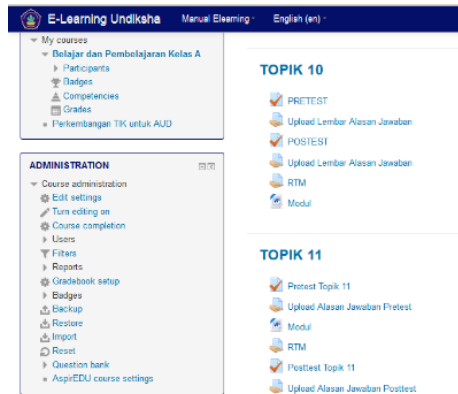 E-Learning Undiksha Manual Elearning English (en)
My courses
Belajar dan Pembelajaran Kelas A
Participants
Badges
Competencies
Grades
Perkembangan TIK untuk AUD
ADMINISTRATION
Course administration
Edit settings
Turn editing on
Course completion
Users
Filters
Reports
Gradebook setup
Badges
Backup
Restore
Import
Reset
Question bank
AspirEDU course settings
TOPIK 10
PRETEST
Upload Lembar Alasan Jawaban
POSTEST
Upload Lembar Alasan Jawaban
RTM
Modul
TOPIK 11
Pretest Topik 11
Upload Alasan Jawaban Pretest
Modul
RTM
Posttest Topik 11
Upload Alasan Jawaban Posttest